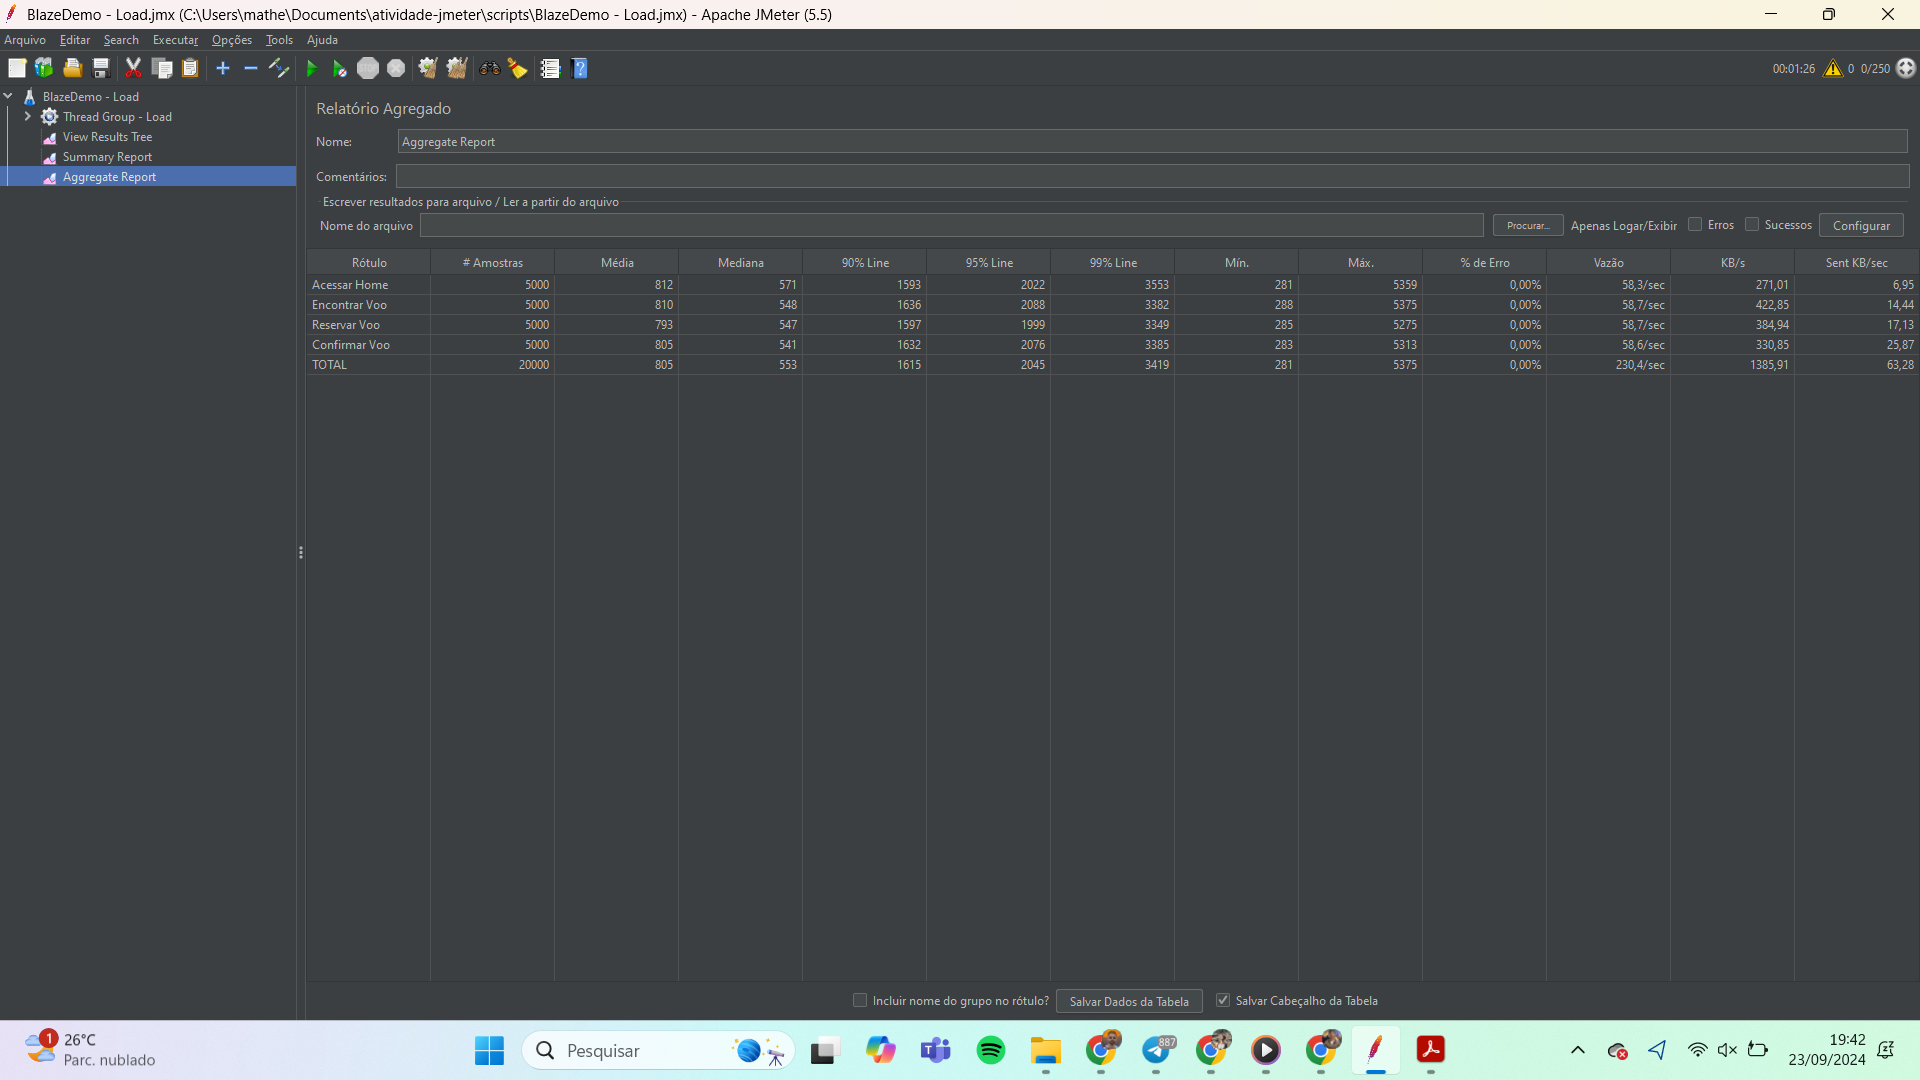 BlazeDemo - Load.jmx (C:\Users\mathe\Documents\atividade-jmeter\scripts\BlazeDemo - Load.jmx) - Apache JMeter (5.5)
Arquivo Editar Search Executar Opções Tools Ajuda
00:01:26 0 0/250
BlazeDemo - Load
Thread Group - Load
View Results Tree
Summary Report
Aggregate Report
Relatório Agregado
Nome: Aggregate Report
Comentários:
Escrever resultados para arquivo / Ler a partir do arquivo
Nome do arquivo Procurar... Apenas Logar/Exibir Erros Sucessos Configurar
Rótulo # Amostras Média Mediana 90% Line 95% Line 99% Line Mín. Máx. % de Erro Vazão KB/s Sent KB/sec
Acessar Home 5000 812 571 1593 2022 3553 281 5359 0,00% 58,3/sec 271,01 6,95
Encontrar Voo 5000 810 548 1636 2088 3382 288 5375 0,00% 58,7/sec 422,85 14,44
Reservar Voo 5000 793 547 1597 1999 3349 285 5275 0,00% 58,7/sec 384,94 17,13
Confirmar Voo 5000 805 541 1632 2076 3385 283 5313 0,00% 58,6/sec 330,85 25,87
TOTAL 20000 805 553 1615 2045 3419 281 5375 0,00% 230,4/sec 1385,91 63,28
Incluir nome do grupo no rótulo? Salvar Dados da Tabela Salvar Cabeçalho da Tabela
1 26°C
Parc. nublado
Pesquisar
887
19:42
23/09/2024